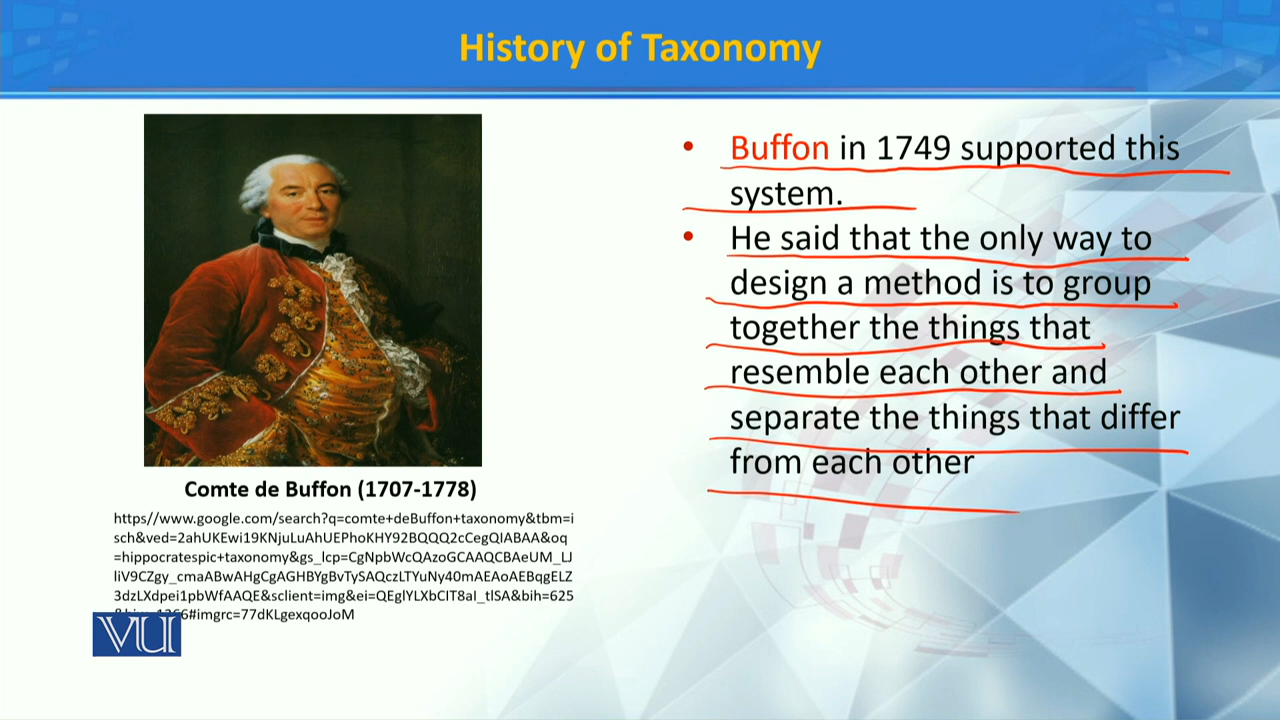 History of Taxonomy
• Buffon in 1749 supported this
system.
• He said that the only way to
design a method is to group
together the things that
resemble each other and
separate the things that differ
from each other
Comte de Buffon (1707-1778)
https//www.google.com/search?q=comte+deBuffon+taxonomy&tbm=i
sch&ved=2ahUKEwi19KNjuLuAhUEPhoKHY92BQQQ2cCegQIABAA&oq
=hippocratespic+taxonomy&gs_lcp=CgNpbWcQAzoGCAAQCBAeUM_LJ
liV9CZgy_cmaABwAHgCgAGHBYgBvTySAQczLTYuNy40mAEAoAEBqgELZ
3dzLXdpei1pbWfAAQE&sclient=img&ei=QEglYLXbCIT8aI_tlSA&bih=625
6#imgrc=77dKLgexqooJoM
VU